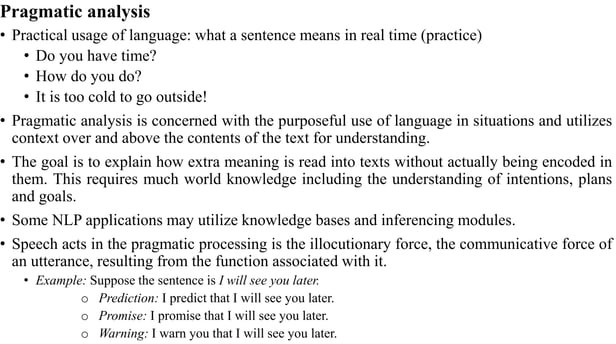 Pragmatic analysis
• Practical usage of language: what a sentence means in real time (practice)
• Do you have time?
• How do you do?
• It is too cold to go outside!
• Pragmatic analysis is concerned with the purposeful use of language in situations and utilizes
context over and above the contents of the text for understanding.
• The goal is to explain how extra meaning is read into texts without actually being encoded in
them. This requires much world knowledge including the understanding of intentions, plans
and goals.
• Some NLP applications may utilize knowledge bases and inferencing modules.
• Speech acts in the pragmatic processing is the illocutionary force, the communicative force of
an utterance, resulting from the function associated with it.
• Example: Suppose the sentence is I will see you later.
o Prediction: I predict that I will see you later.
o Promise: I promise that I will see you later.
o Warning: I warn you that I will see you later.